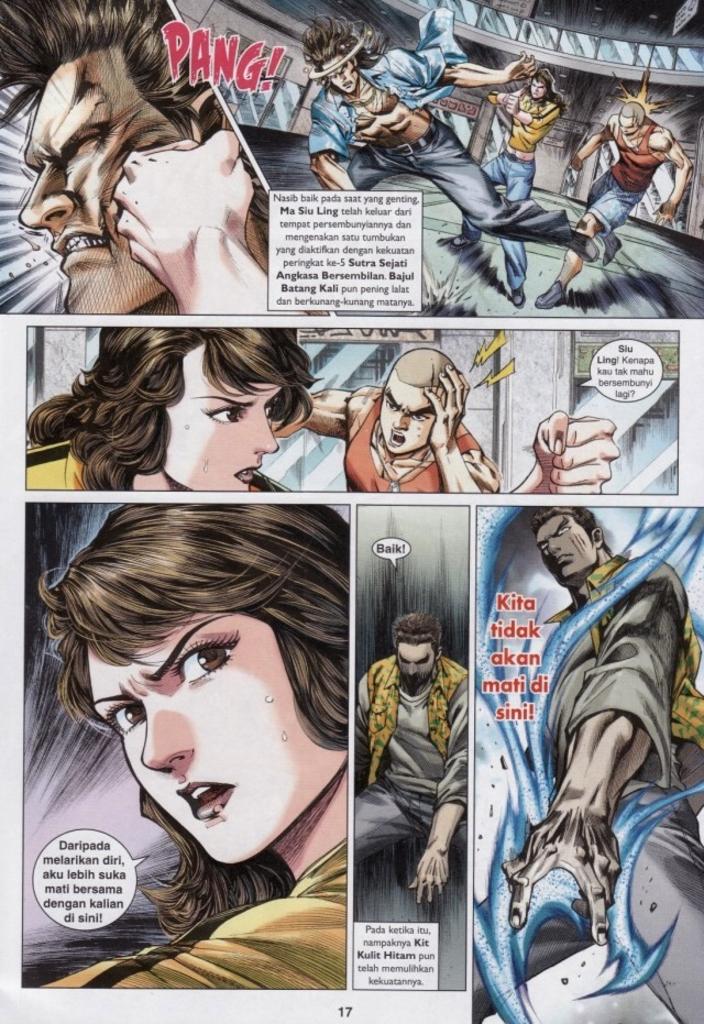 PANG!
Nasib baik pada saat yang genting,
Ma Siu Ling telah keluar dari
tempat persembunyiannya dan
mengenakan satu tumbukan
yang diaktifkan dengan kekuatan
peringkat ke-5 Sutra Sejati
Angkasa Bersembilan. Bajul
Batang Kali pun pening lalat
dan berkunang-kunang matanya.
Siu
Ling! Kenapa
kau tak mahu
bersembunyi
lagi?
Daripada
melarikan diri,
aku lebih suka
mati bersama
dengan kalian
di sini!
Baik!
Pada ketika itu,
nampaknya Kit
Kulit Hitam pun
telah memulihkan
kekuatannya.
Kita
tidak
akan
mati di
sini!
17